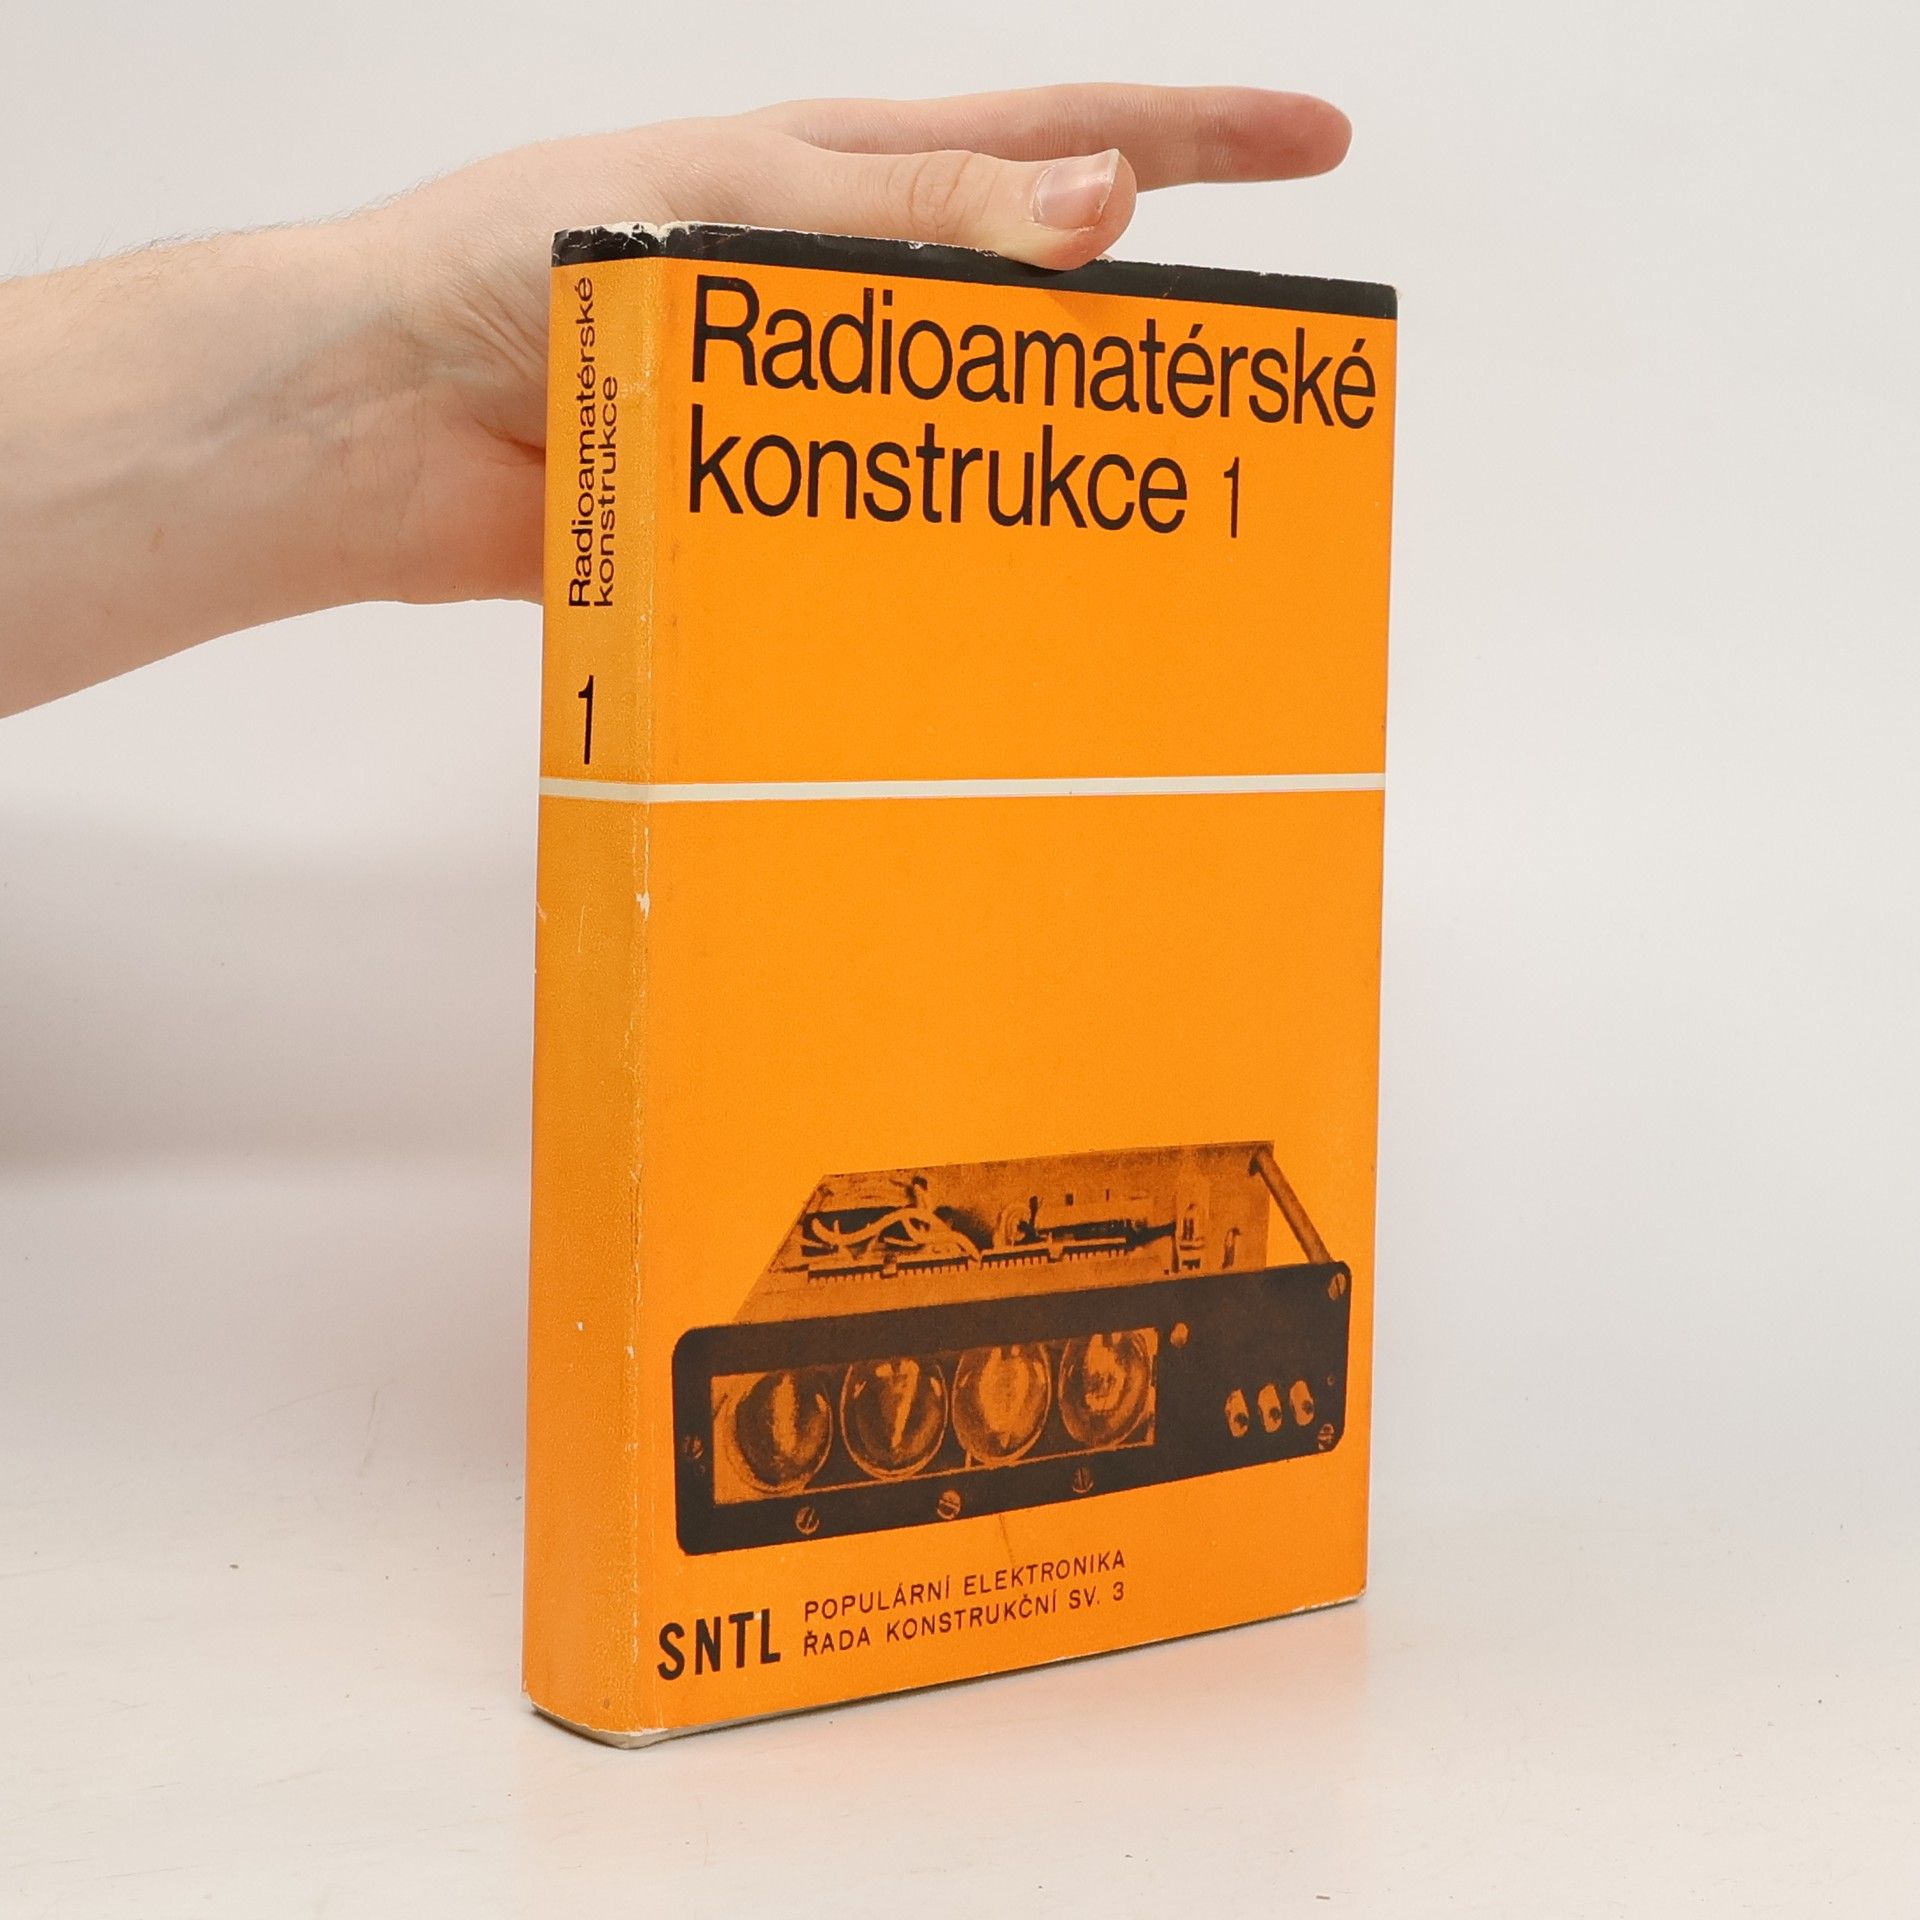 Radioamatérské
konstrukce
1
Radioamatérské
konstrukce 1
SNTL
POPULÁRNÍ ELEKTRONIKA
ŘADA KONSTRUKČNÍ SV. 3